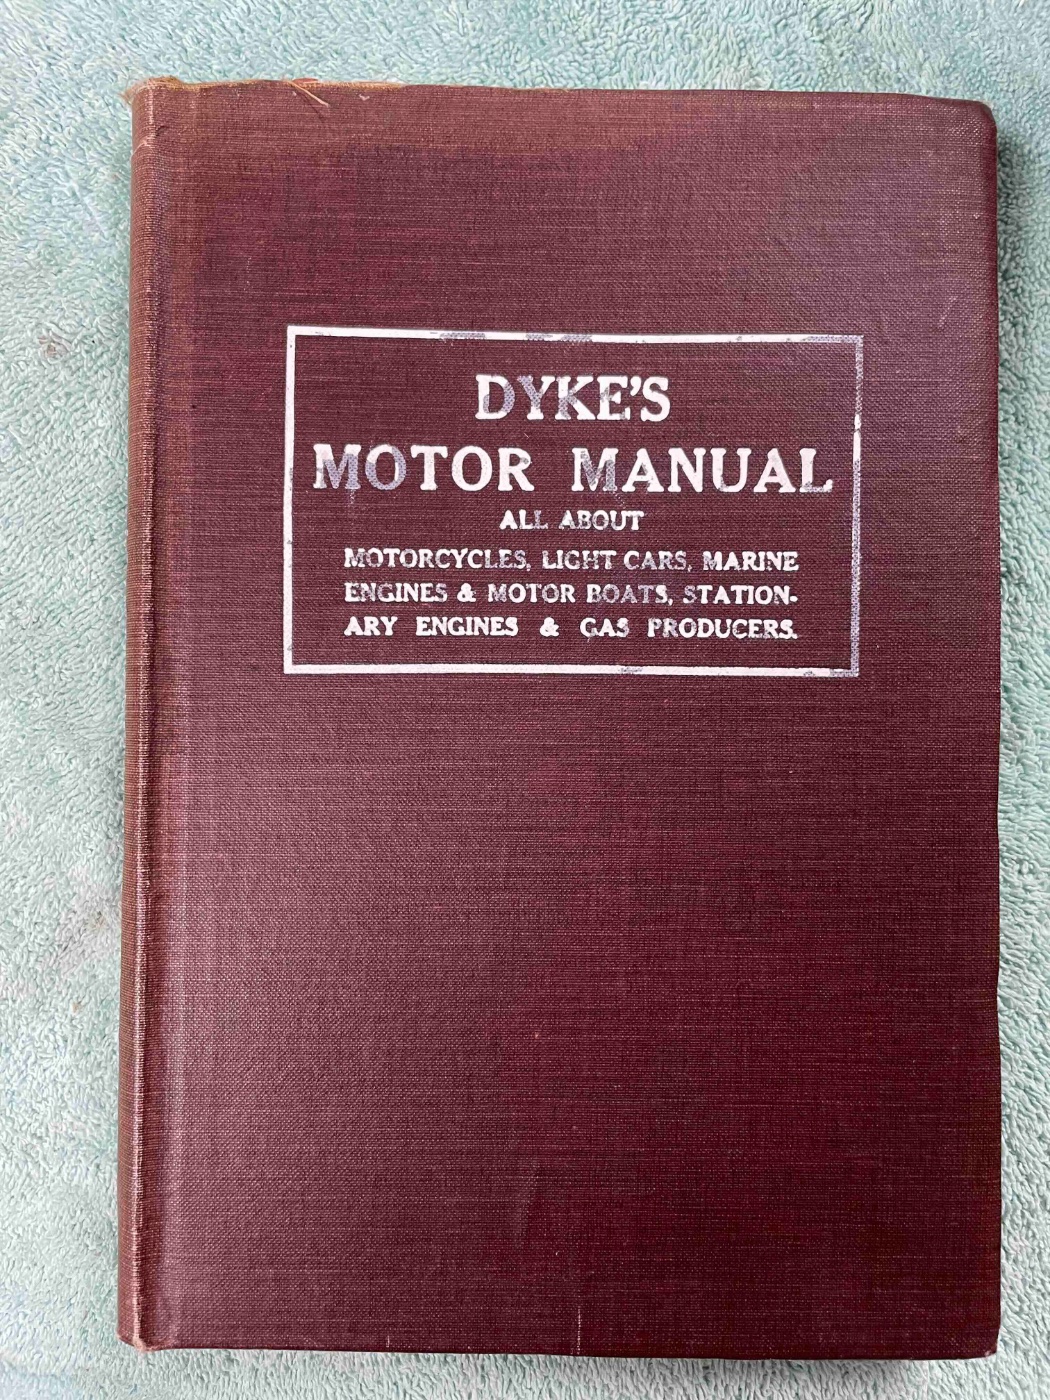 DYKE'S
MOTOR MANUAL
ALL ABOUT
MOTORCYCLES, LIGHT CARS, MARINE
ENGINES & MOTOR BOATS, STATION-
ARY ENGINES & GAS PRODUCERS.